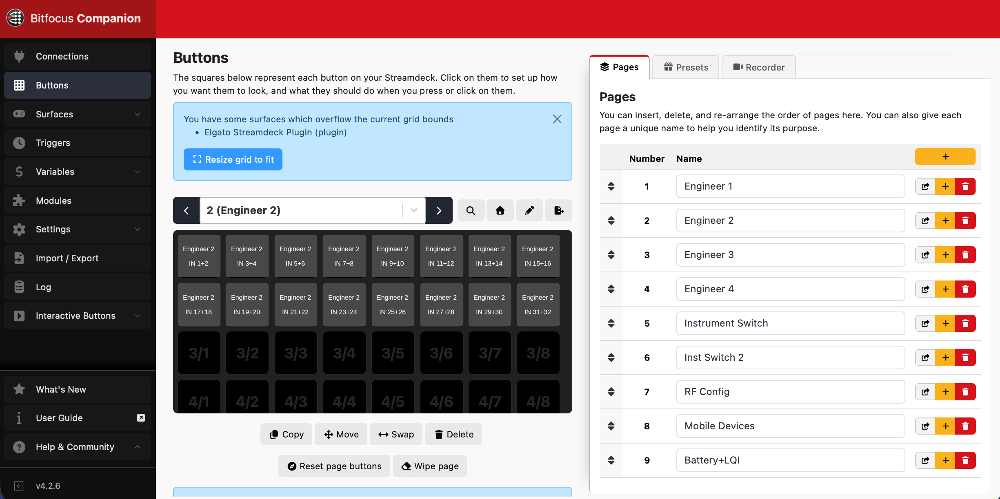 Bitfocus Companion
Connections
Buttons
Surfaces
Triggers
Variables
Modules
Settings
Import / Export
Log
Interactive Buttons
What's New
User Guide
Help & Community
v4.2.6
Buttons
The squares below represent each button on your Streamdeck. Click on them to set up how
you want them to look, and what they should do when you press or click on them.
You have some surfaces which overflow the current grid bounds
• Elgato Streamdeck Plugin (plugin)
Resize grid to fit
2 (Engineer 2)
Engineer 2 Engineer 2 Engineer 2 Engineer 2 Engineer 2 Engineer 2 Engineer 2 Engineer 2
IN 1+2 IN 3+4 IN 5+6 IN 7+8 IN 9+10 IN 11+12 IN 13+14 IN 15+16
Engineer 2 Engineer 2 Engineer 2 Engineer 2 Engineer 2 Engineer 2 Engineer 2 Engineer 2
IN 17+18 IN 19+20 IN 21+22 IN 23+24 IN 25+26 IN 27+28 IN 29+30 IN 31+32
3/1 3/2 3/3 3/4 3/5 3/6 3/7 3/8
4/1 4/2 4/3 4/4 4/5 4/6 4/7 4/8
Copy Move Swap Delete
Reset page buttons Wipe page
Pages Presets Recorder
Pages
You can insert, delete, and re-arrange the order of pages here. You can also give each
page a unique name to help you identify its purpose.
Number Name
1 Engineer 1
2 Engineer 2
3 Engineer 3
4 Engineer 4
5 Instrument Switch
6 Inst Switch 2
7 RF Config
8 Mobile Devices
9 Battery+LQI